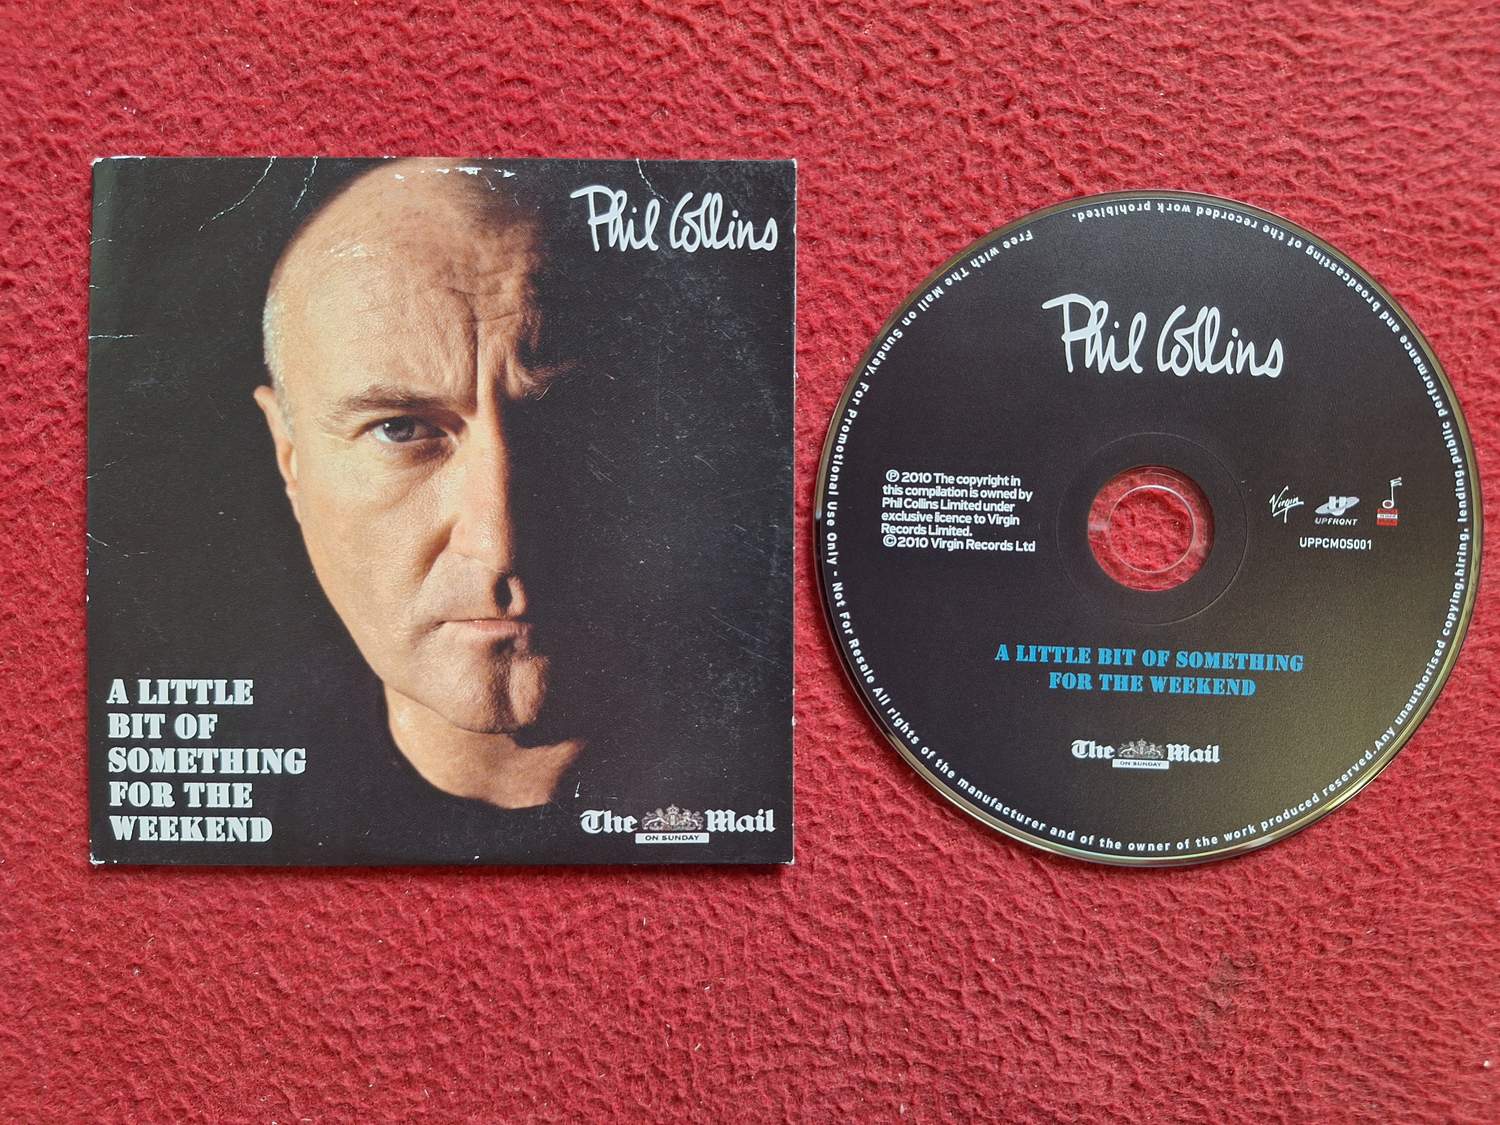 Phil Collins
A LITTLE
BIT OF
SOMETHING
FOR THE
WEEKEND
The Mail
ON SUNDAY
Free with The Mail on Sunday. For Promotional Use Only - Not For Resale All rights of the manufacturer and of the owner of the work produced reserved.Any unauthorised copying,hiring, lending,public performance and broadcasting of the recorded work prohibited.
Phil Collins
℗ 2010 The copyright in
this compilation is owned by
Phil Collins Limited under
exclusive licence to Virgin
Records Limited.
© 2010 Virgin Records Ltd
Virgin
UP
UPFRONT
UPPCMOS001
A LITTLE BIT OF SOMETHING
FOR THE WEEKEND
The Mail
ON SUNDAY